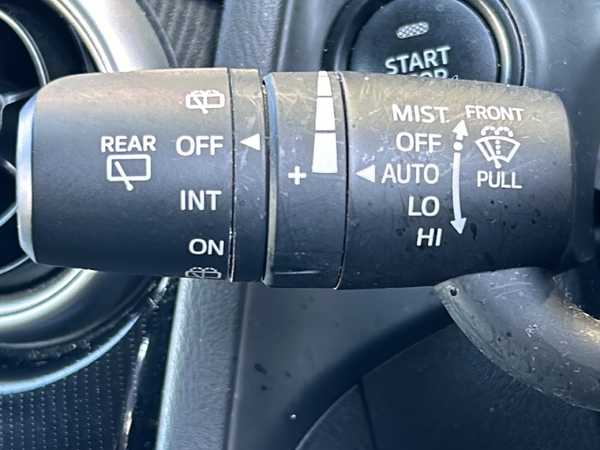 START
REAR
OFF
INT
ON
+
MIST
OFF
AUTO
LO
HI
FRONT
PULL